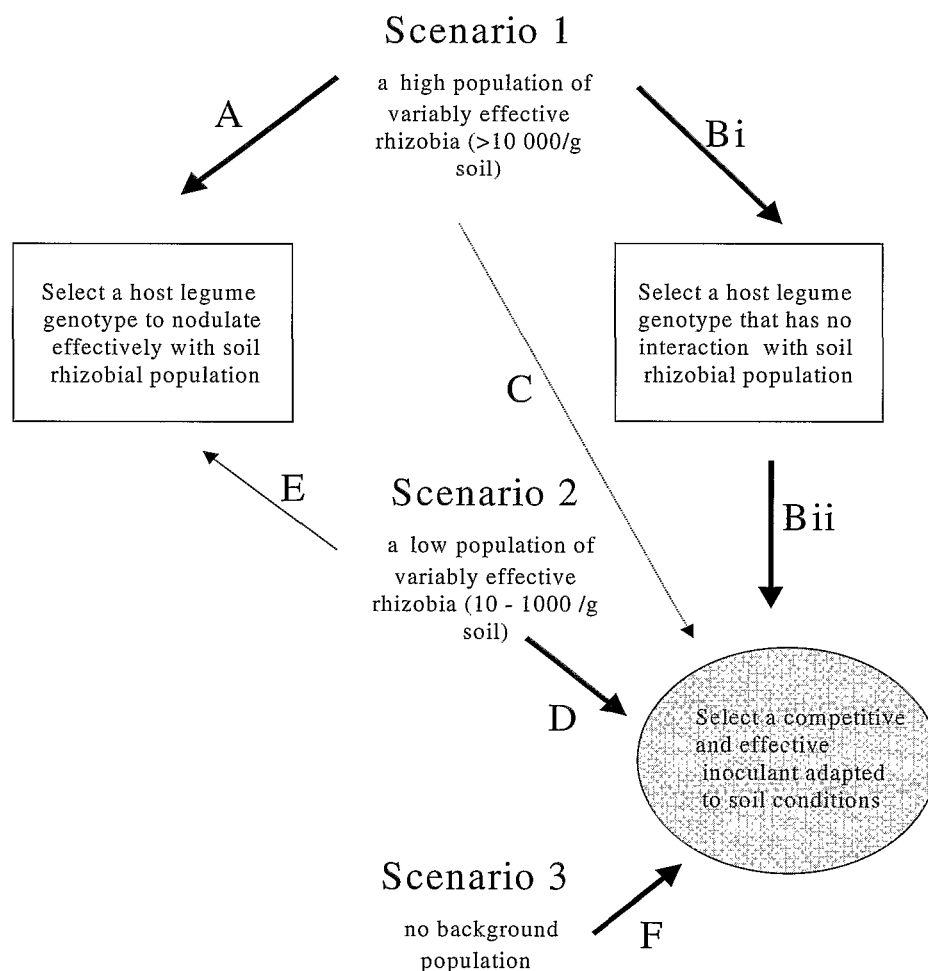 Scenario 1
a high population of
variably effective
rhizobia (>10 000/g
soil)
A
Bi
Select a host legume
genotype to nodulate
effectively with soil
rhizobial population
Select a host legume
genotype that has no
interaction with soil
rhizobial population
C
E
Scenario 2
a low population of
variably effective
rhizobia (10 - 1000 /g
soil)
Bii
D
Select a competitive
and effective
inoculant adapted
to soil conditions
Scenario 3
no background
population
F